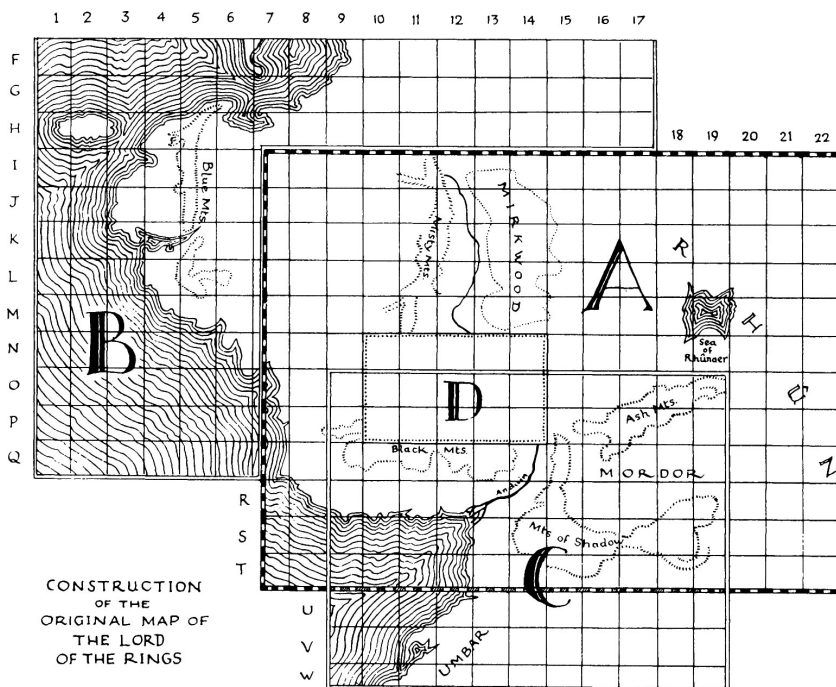 1 2 3 4 5 6 7 8 9 10 11 12 13 14 15 16 17
F
G
H
18 19 20 21 22
I
J
K
L
M
N
O
P
Q
R
S
T
U
V
W
Blue Mts.
Misty Mts.
MIRKWOOD
A
RHÛN
Sea
of
Rhûnaer
B
D
Ash Mts.
Black Mts.
MORDOR
Anduin
Mts of Shadow
C
UMBAR
CONSTRUCTION
OF THE
ORIGINAL MAP OF
THE LORD
OF THE RINGS